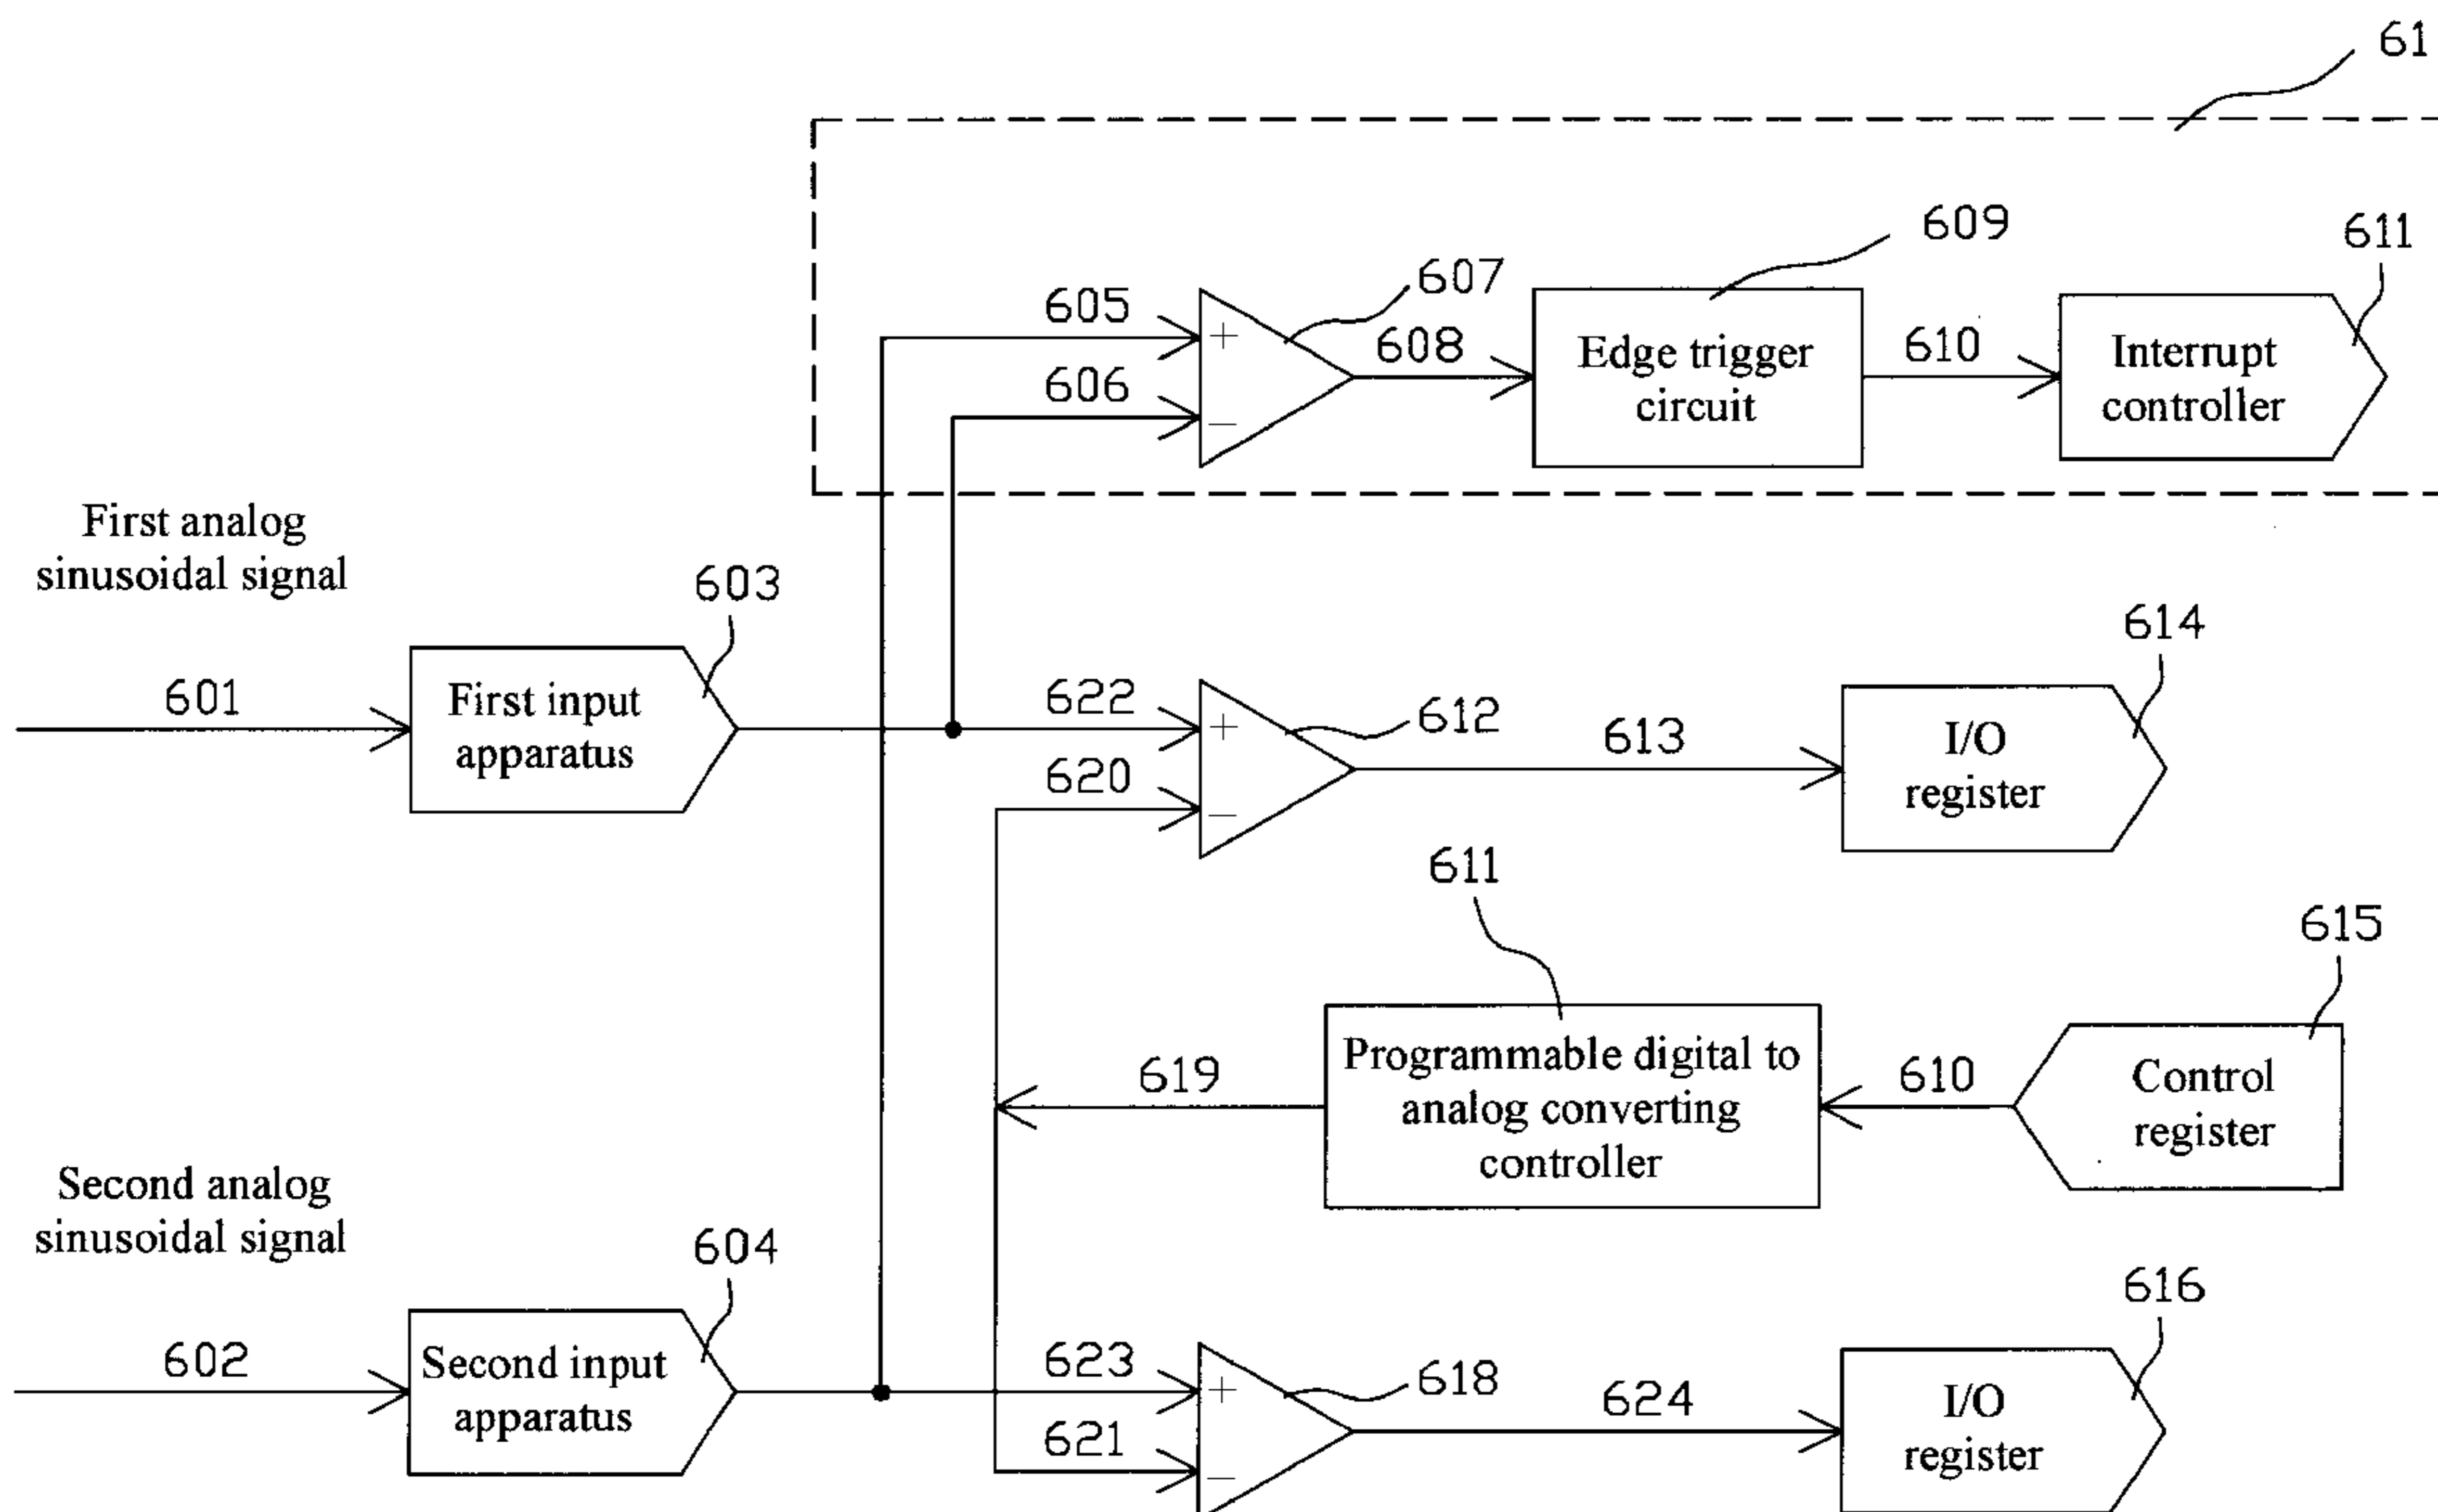 61
609
611
607
605
+
608
Edge trigger
circuit
610
Interrupt
controller
606
−
First analog
sinusoidal signal
603
614
601
First input
apparatus
622
+
612
613
I/O
register
620
−
611
615
619
Programmable digital to
analog converting
controller
610
Control
register
Second analog
sinusoidal signal
604
616
602
Second input
apparatus
623
+
618
624
I/O
register
621
−